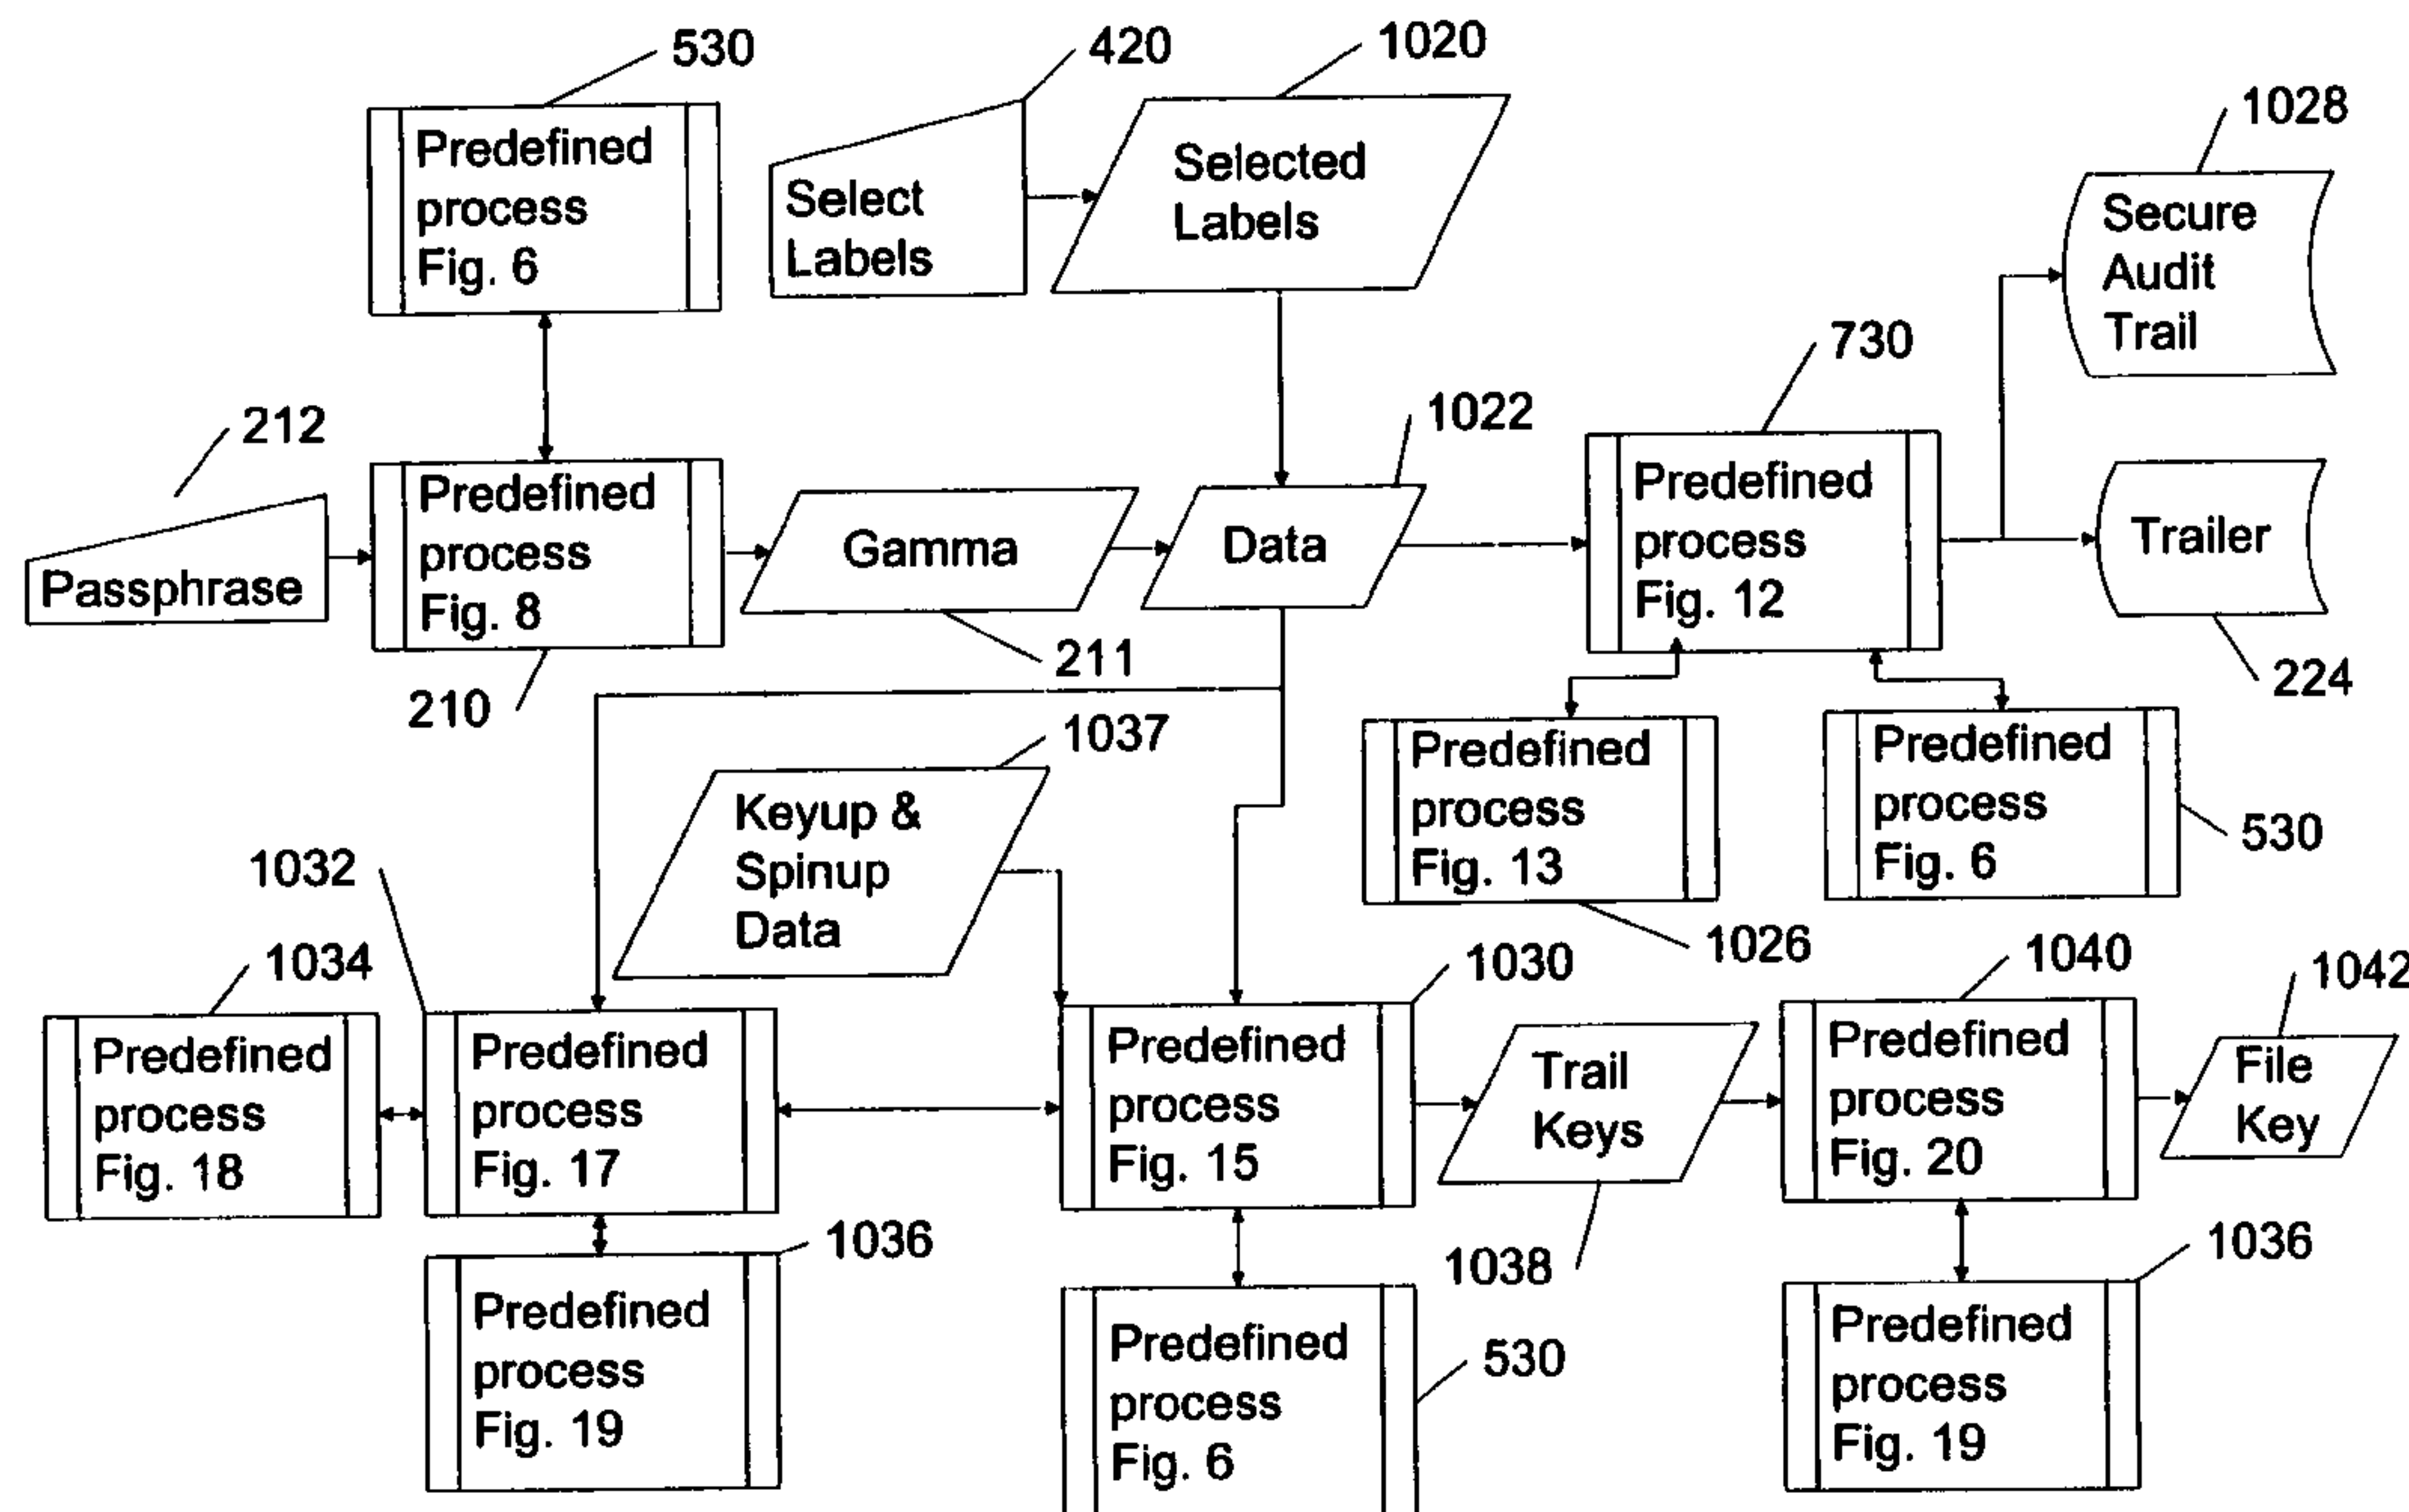 530
420
1020
1028
Predefined
process
Fig. 6
Select
Labels
Selected
Labels
Secure
Audit
Trail
212
730
1022
Passphrase
Predefined
process
Fig. 8
Gamma
Data
Predefined
process
Fig. 12
Trailer
210
211
224
1037
Keyup &
Spinup
Data
Predefined
process
Fig. 13
Predefined
process
Fig. 6
530
1032
1026
1034
1030
1040
1042
Predefined
process
Fig. 18
Predefined
process
Fig. 17
Predefined
process
Fig. 15
Trail
Keys
Predefined
process
Fig. 20
File
Key
1036
1038
1036
Predefined
process
Fig. 19
Predefined
process
Fig. 6
530
Predefined
process
Fig. 19